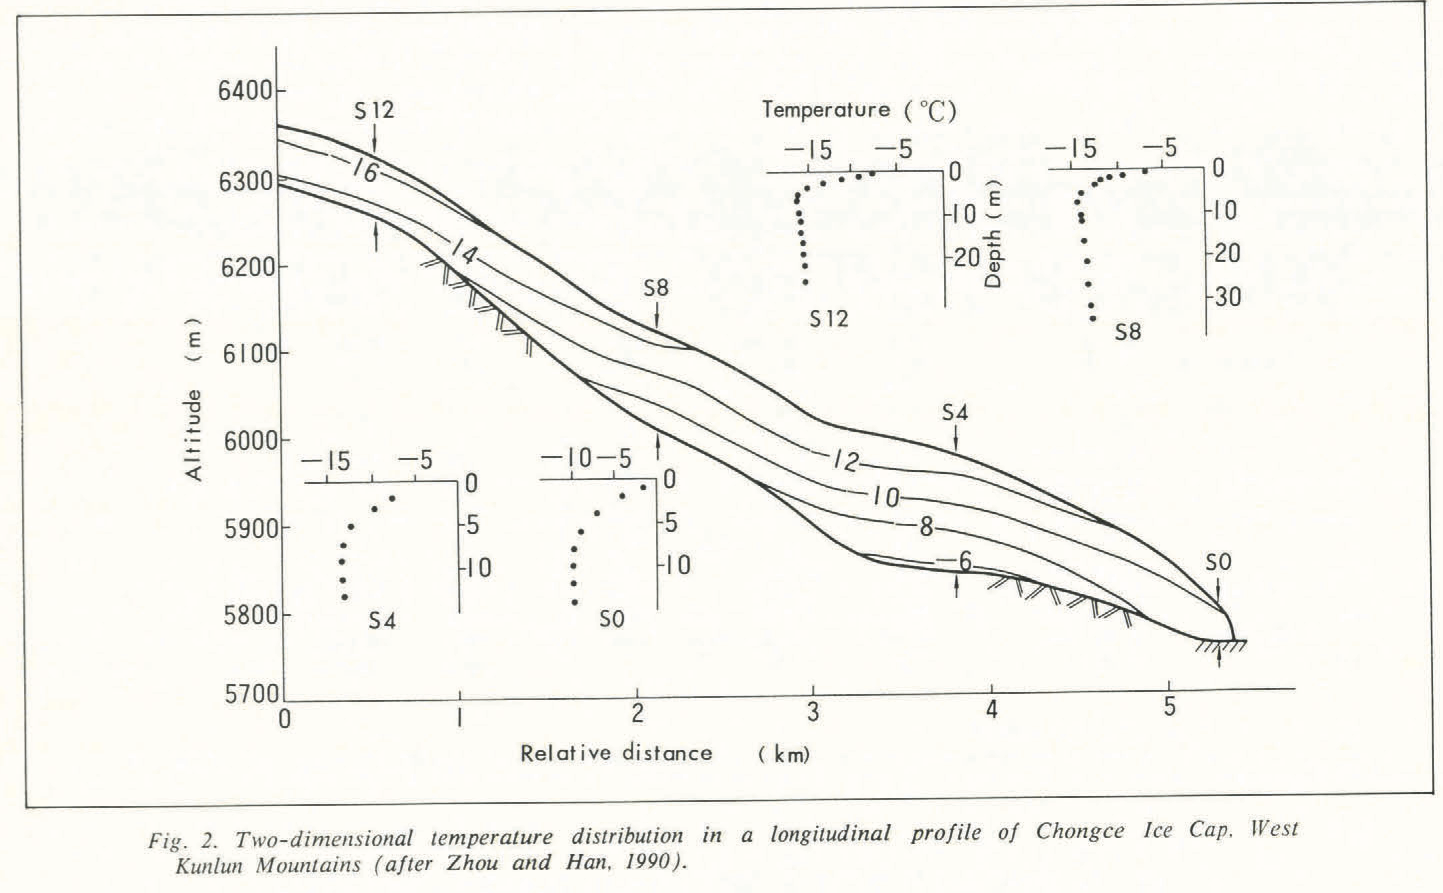 6400
S12
Temperature (°C)
−15 −5
0
−10
−20
Depth (m)
S12
−15 −5
0
−10
−20
−30
S8
6300
−16
6200
−14
S8
6100
6000
S4
−12
−10
−8
−6
S0
Altitude (m)
−15 −5
0
−5
−10
S4
−10 −5
0
−5
−10
S0
5900
5800
5700
0 1 2 3 4 5
Relative distance (km)
Fig. 2. Two-dimensional temperature distribution in a longitudinal profile of Chongce Ice Cap, West
Kunlun Mountains (after Zhou and Han, 1990).